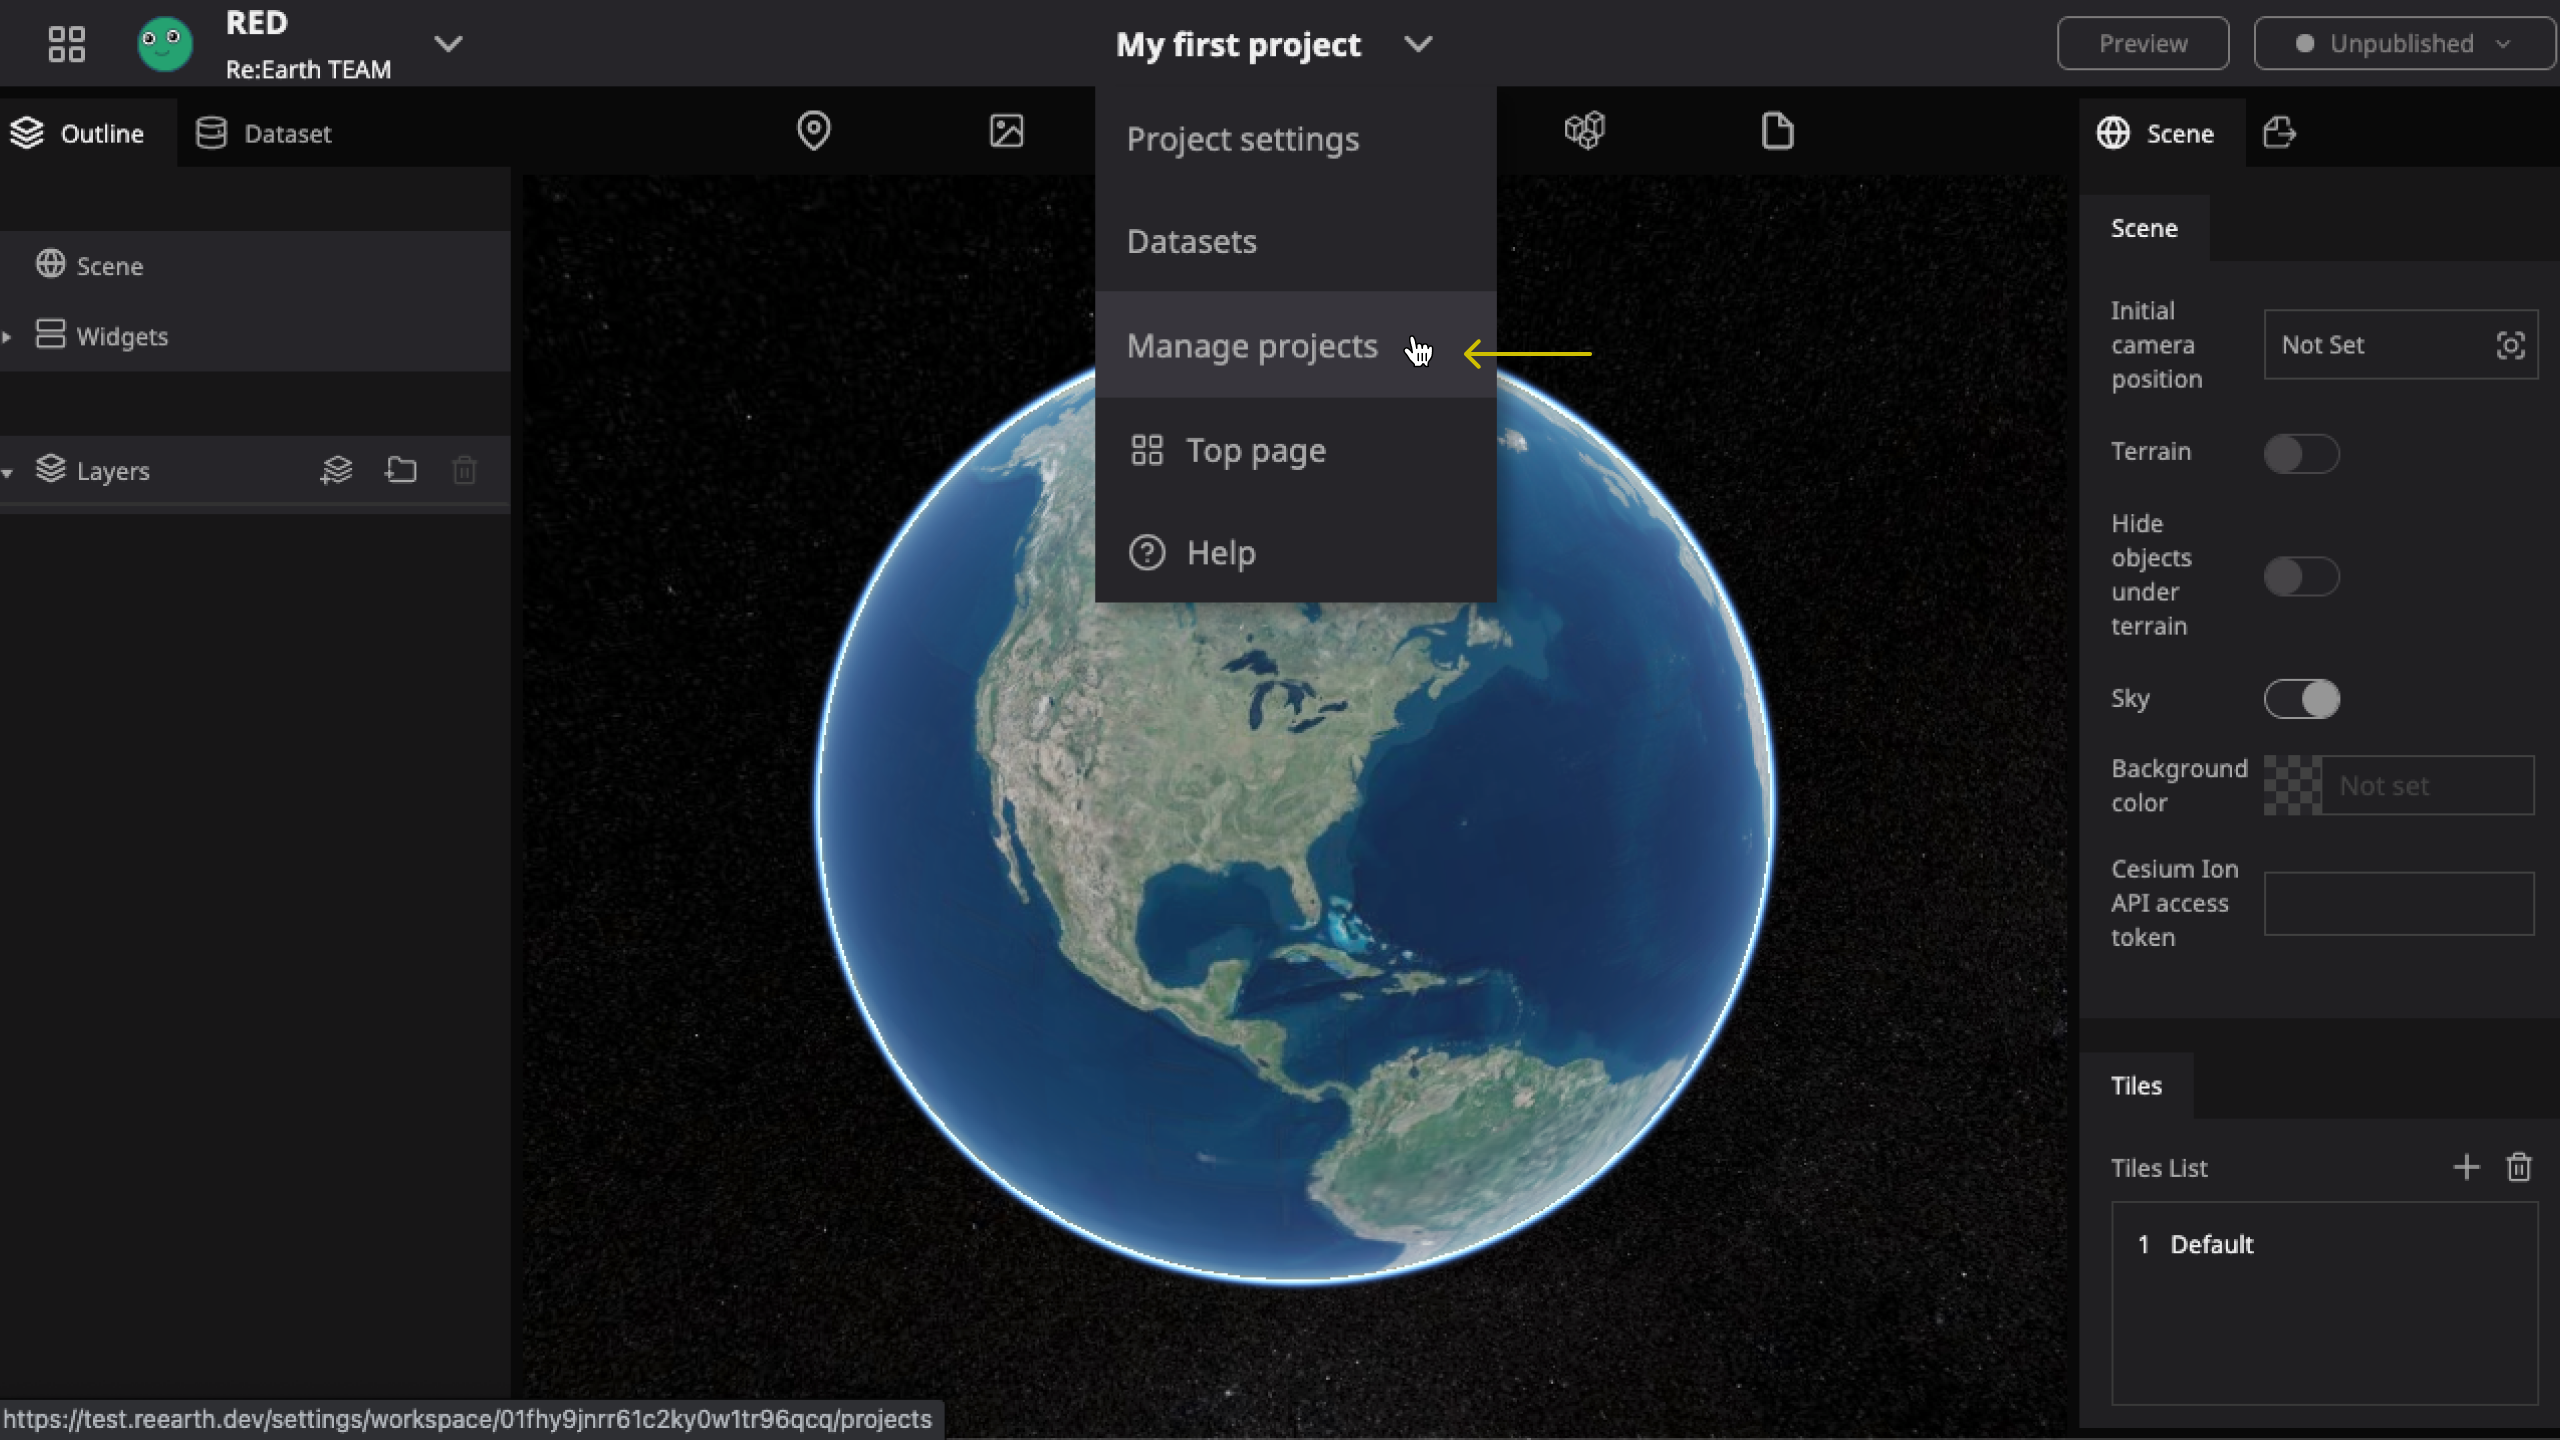 RED
Re:Earth TEAM
My first project
Preview
Unpublished
Outline
Dataset
Scene
Widgets
Layers
Project settings
Datasets
Manage projects
Top page
Help
Scene
Scene
Initial
camera
position
Not Set
Terrain
Hide
objects
under
terrain
Sky
Background
color
Not set
Cesium Ion
API access
token
Tiles
Tiles List
1 Default
https://test.reearth.dev/settings/workspace/01fhy9jnrr61c2ky0w1tr96qcq/projects